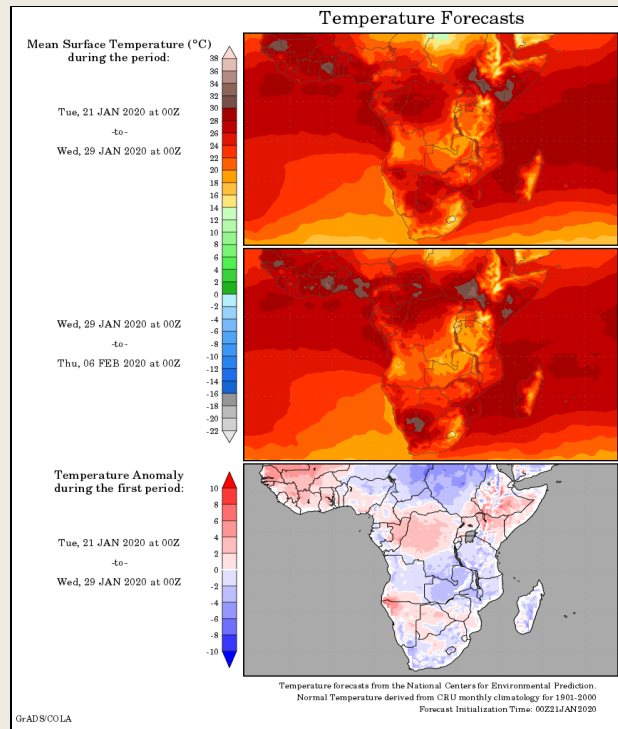 Temperature Forecasts
Mean Surface Temperature (°C)
during the period:
Tue, 21 JAN 2020 at 00Z
-to-
Wed, 29 JAN 2020 at 00Z
38
36
34
32
30
28
26
24
22
20
18
16
14
12
10
8
6
4
2
0
-2
-4
-6
-8
-10
-12
-14
-16
-18
-20
-22
Wed, 29 JAN 2020 at 00Z
-to-
Thu, 06 FEB 2020 at 00Z
Temperature Anomaly
during the first period:
Tue, 21 JAN 2020 at 00Z
-to-
Wed, 29 JAN 2020 at 00Z
10
8
6
4
2
0
-2
-4
-6
-8
-10
Temperature forecasts from the National Centers for Environmental Prediction.
Normal Temperature derived from CRU monthly climatology for 1901-2000
Forecast Initialization Time: 00Z21JAN2020
GrADS/COLA